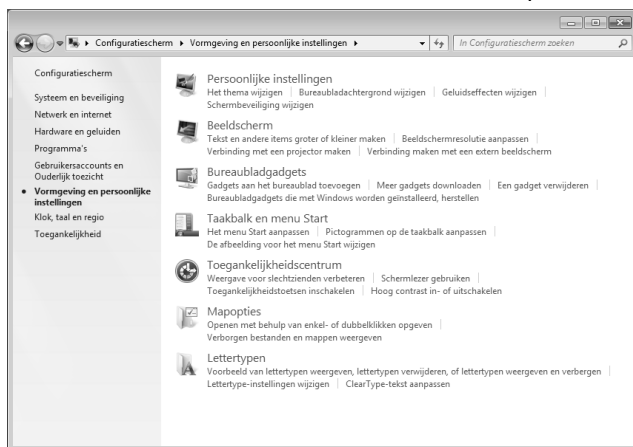 Configuratiescherm ▸ Vormgeving en persoonlijke instellingen ▸
In Configuratiescherm zoeken
Configuratiescherm
Systeem en beveiliging
Netwerk en internet
Hardware en geluiden
Programma's
Gebruikersaccounts en
Ouderlijk toezicht
Vormgeving en persoonlijke
instellingen
Klok, taal en regio
Toegankelijkheid
Persoonlijke instellingen
Het thema wijzigen | Bureaubladachtergrond wijzigen | Geluidseffecten wijzigen |
Schermbeveiliging wijzigen
Beeldscherm
Tekst en andere items groter of kleiner maken | Beeldschermresolutie aanpassen |
Verbinding met een projector maken | Verbinding maken met een extern beeldscherm
Bureaubladgadgets
Gadgets aan het bureaublad toevoegen | Meer gadgets downloaden | Een gadget verwijderen |
Bureaubladgadgets die met Windows worden geïnstalleerd, herstellen
Taakbalk en menu Start
Het menu Start aanpassen | Pictogrammen op de taakbalk aanpassen |
De afbeelding voor het menu Start wijzigen
Toegankelijkheidscentrum
Weergave voor slechtzienden verbeteren | Schermlezer gebruiken |
Toegankelijkheidstoetsen inschakelen | Hoog contrast in- of uitschakelen
Mapopties
Openen met behulp van enkel- of dubbelklikken opgeven |
Verborgen bestanden en mappen weergeven
Lettertypen
Voorbeeld van lettertypen weergeven, lettertypen verwijderen, of lettertypen weergeven en verbergen |
Lettertype-instellingen wijzigen | ClearType-tekst aanpassen